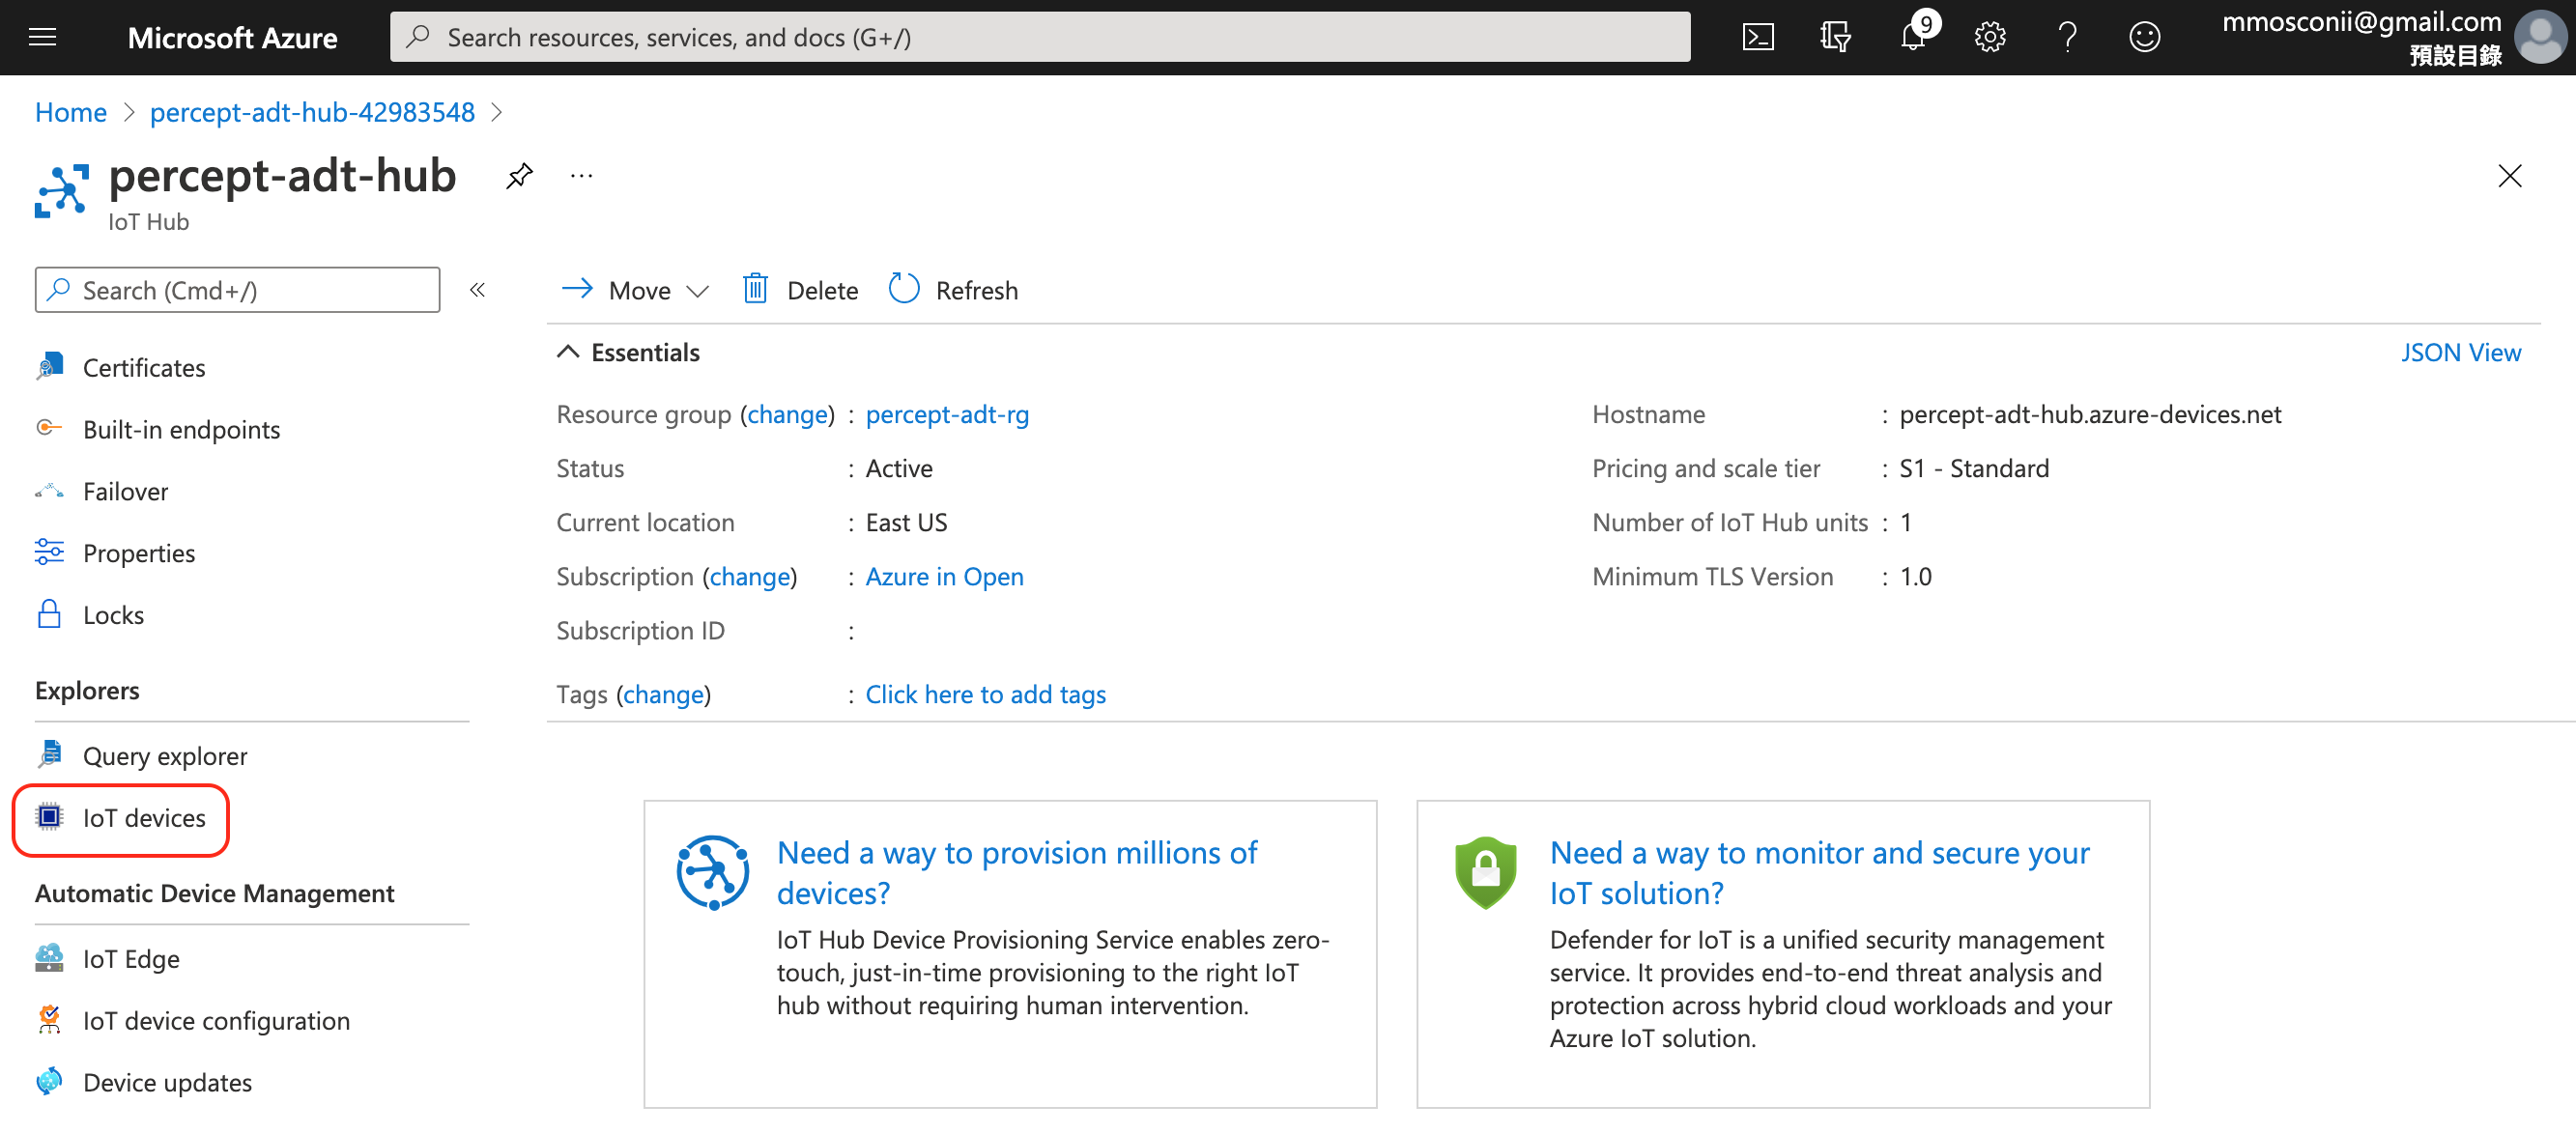 Microsoft Azure
Search resources, services, and docs (G+/)
9
mmosconii@gmail.com
預設目錄
Home > percept-adt-hub-42983548 >
percept-adt-hub
...
IoT Hub
Search (Cmd+/)
«
Move
Delete
Refresh
Certificates
Built-in endpoints
Failover
Properties
Locks
Explorers
Query explorer
IoT devices
Automatic Device Management
IoT Edge
IoT device configuration
Device updates
Essentials
JSON View
Resource group (change) : percept-adt-rg
Status : Active
Current location : East US
Subscription (change) : Azure in Open
Subscription ID :
Tags (change) : Click here to add tags
Hostname : percept-adt-hub.azure-devices.net
Pricing and scale tier : S1 - Standard
Number of IoT Hub units : 1
Minimum TLS Version : 1.0
Need a way to provision millions of
devices?
IoT Hub Device Provisioning Service enables zero-
touch, just-in-time provisioning to the right IoT
hub without requiring human intervention.
Need a way to monitor and secure your
IoT solution?
Defender for IoT is a unified security management
service. It provides end-to-end threat analysis and
protection across hybrid cloud workloads and your
Azure IoT solution.